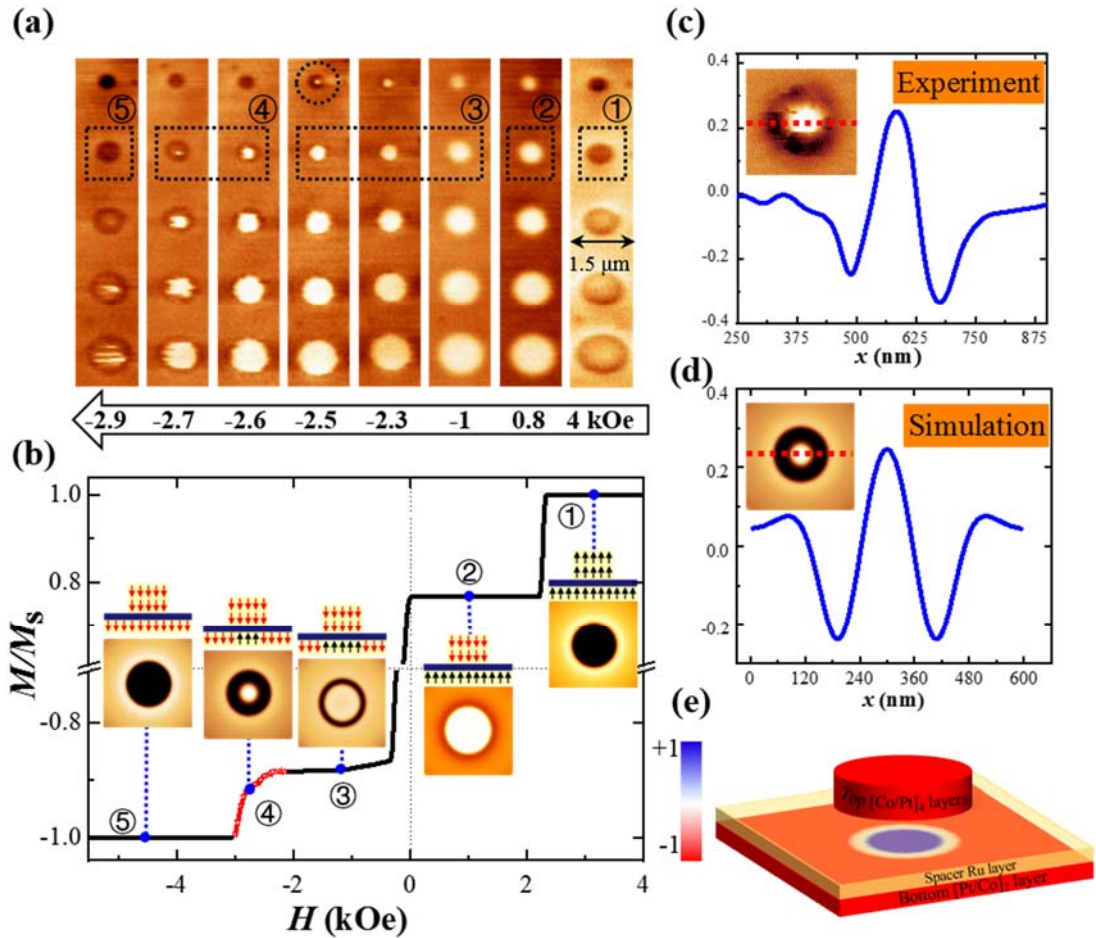 (a)
⑤ ④ ③ ② ①
1.5 μm
-2.9 -2.7 -2.6 -2.5 -2.3 -1 0.8 4 kOe
(b)
M/Ms
1.0
0.8
-0.8
-1.0
①
②
③
④
⑤
-4 -2 0 2 4
H (kOe)
(c)
Experiment
0.4
0.2
0.0
-0.2
-0.4
250 375 500 625 750 875
x (nm)
(d)
Simulation
0.4
0.2
0.0
-0.2
0 120 240 360 480 600
x (nm)
(e)
+1
-1
Top [Co/Pt]4 layers
Spacer Ru layer
Bottom [Pt/Co]2 layer